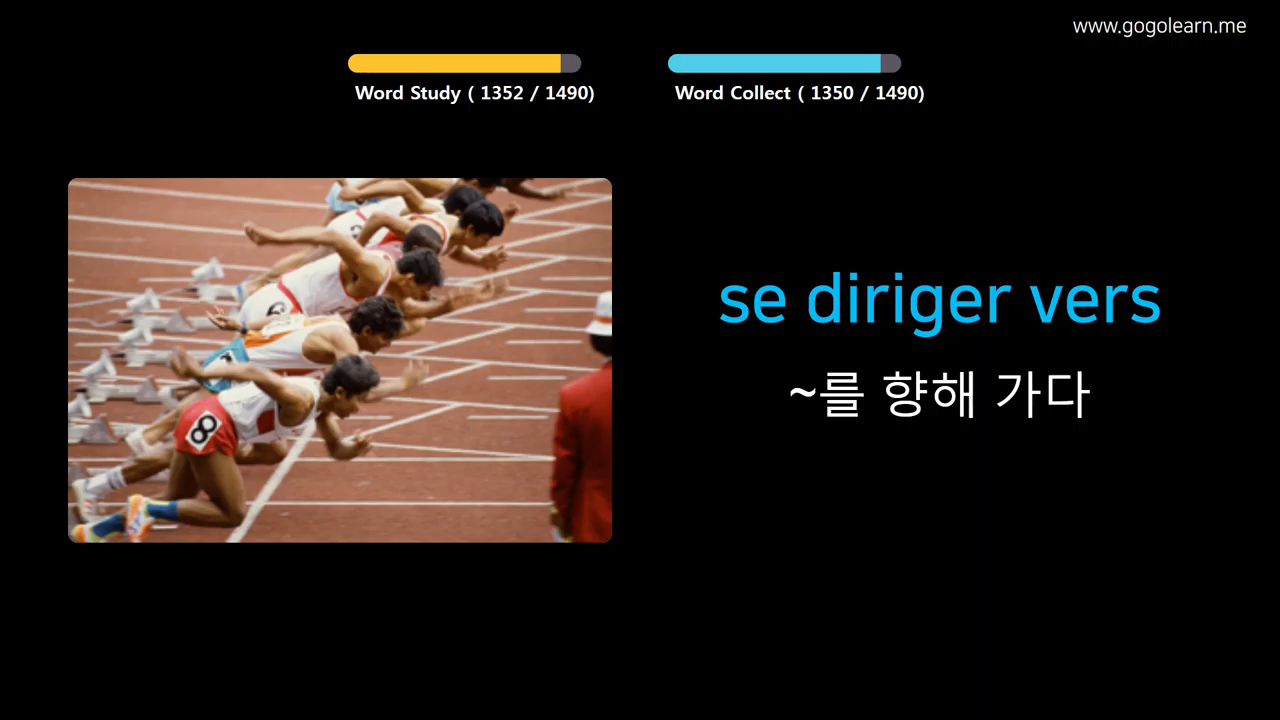 www.gogolearn.me
Word Study ( 1352 / 1490)
Word Collect ( 1350 / 1490)
se diriger vers
~를 향해 가다
8